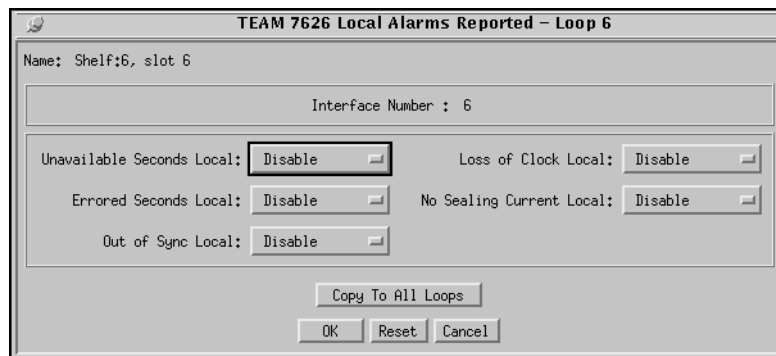 TEAM 7626 Local Alarms Reported – Loop 6
Name: Shelf:6, slot 6
Interface Number : 6
Unavailable Seconds Local: Disable Loss of Clock Local: Disable
Errored Seconds Local: Disable No Sealing Current Local: Disable
Out of Sync Local: Disable
Copy To All Loops
OK Reset Cancel